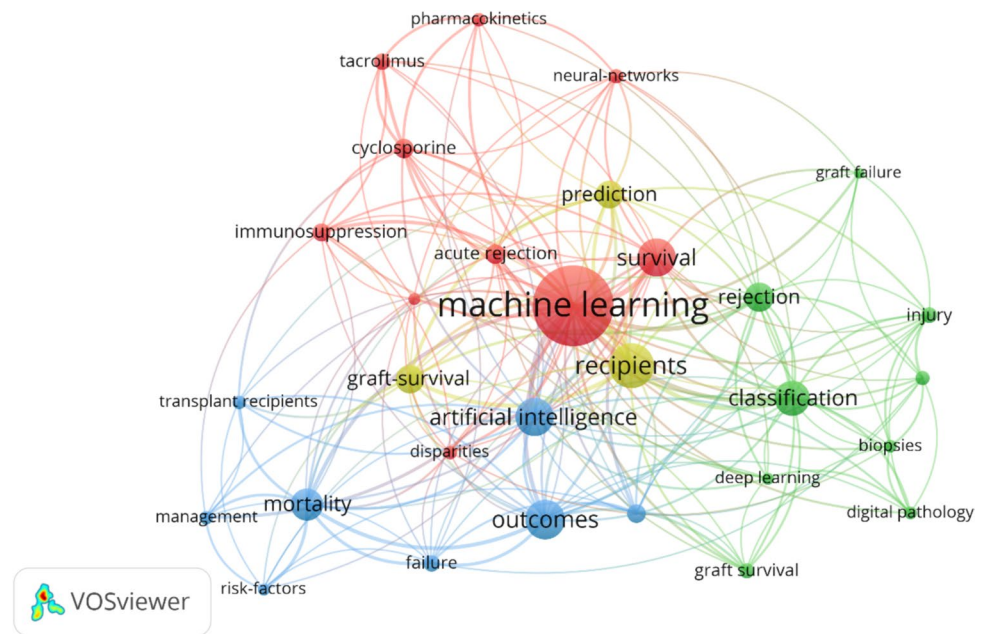 pharmacokinetics
tacrolimus
neural-networks
cyclosporine
graft failure
prediction
immunosuppression
acute rejection
survival
machine learning
rejection
injury
recipients
graft-survival
transplant recipients
classification
artificial intelligence
disparities
biopsies
deep learning
mortality
management
outcomes
digital pathology
failure
graft survival
risk-factors
VOSviewer